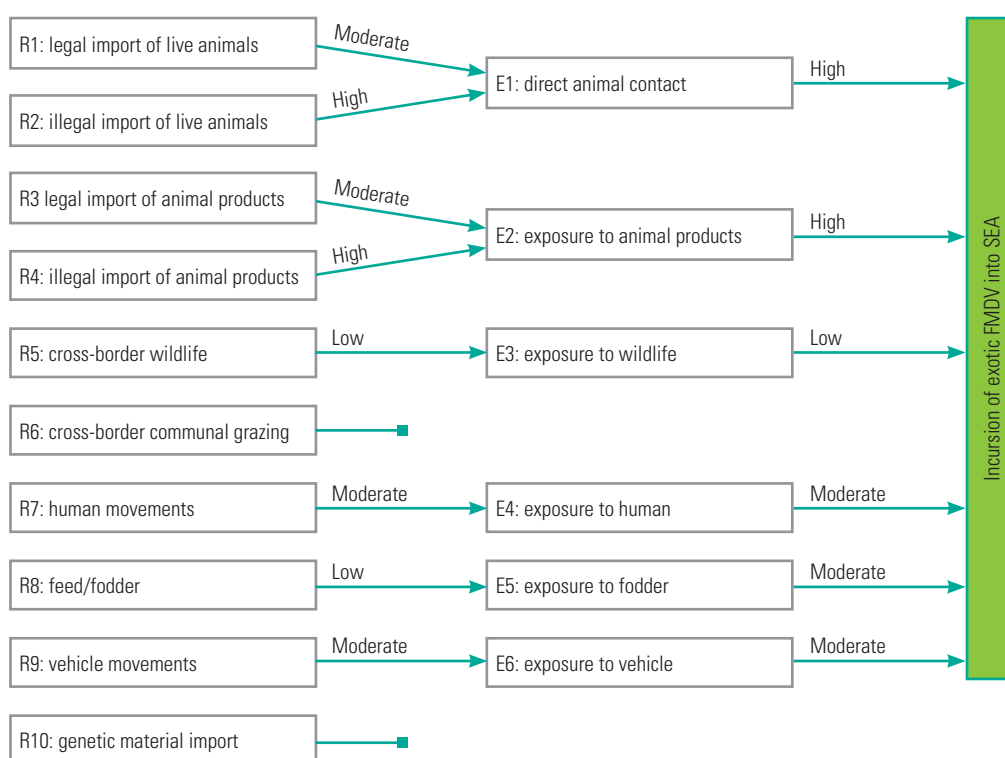 R1: legal import of live animals
Moderate
R2: illegal import of live animals
High
E1: direct animal contact
High
R3 legal import of animal products
Moderate
R4: illegal import of animal products
High
E2: exposure to animal products
High
R5: cross-border wildlife
Low
E3: exposure to wildlife
Low
R6: cross-border communal grazing
R7: human movements
Moderate
E4: exposure to human
Moderate
R8: feed/fodder
Low
E5: exposure to fodder
Moderate
R9: vehicle movements
Moderate
E6: exposure to vehicle
Moderate
R10: genetic material import
Incursion of exotic FMDV into SEA